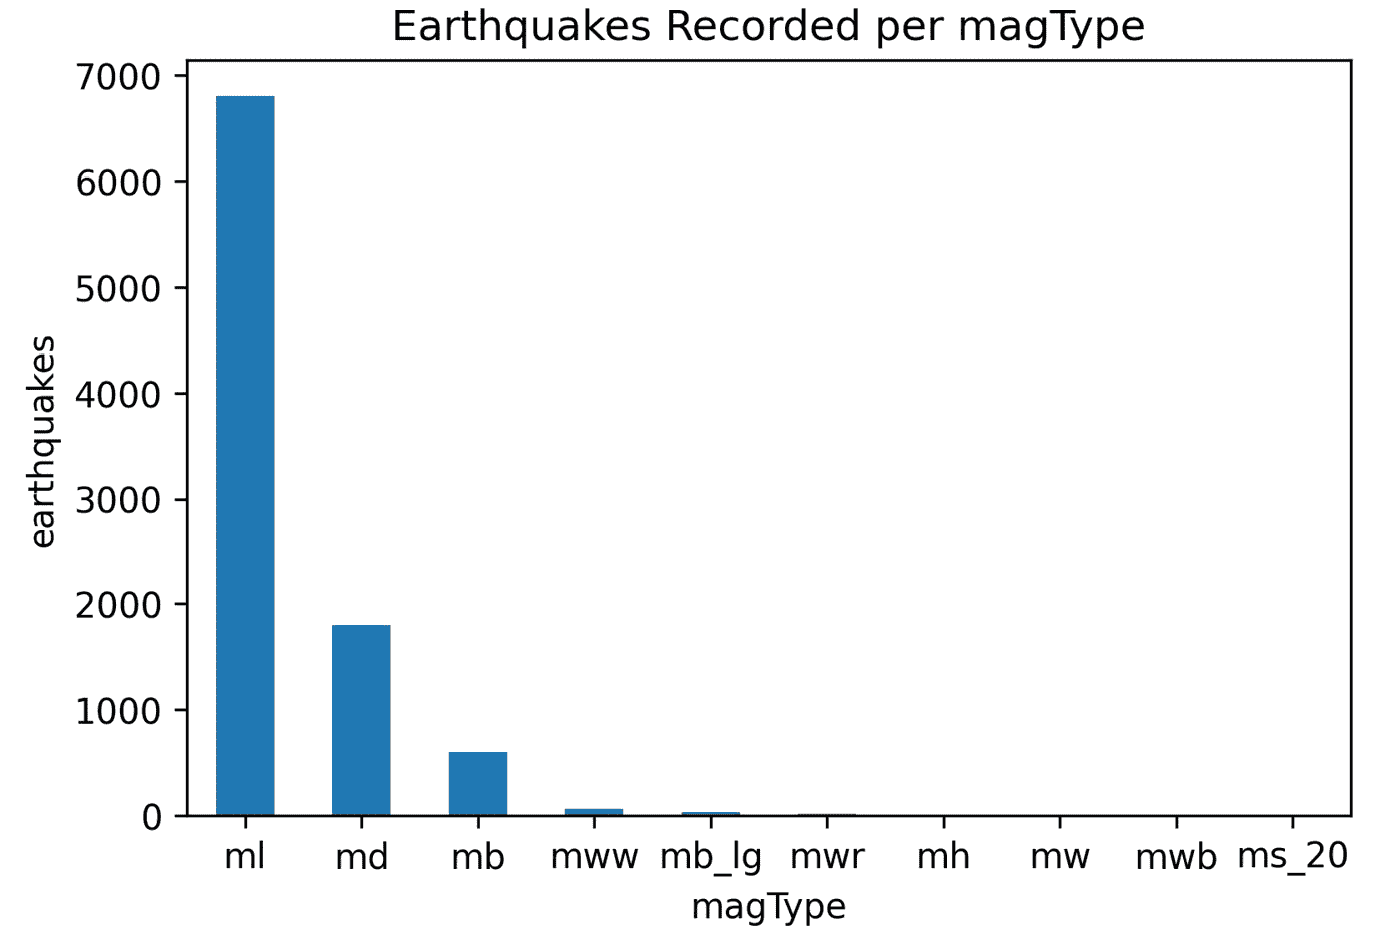 Earthquakes Recorded per magType
7000
6000
5000
4000
3000
2000
1000
0
earthquakes
ml md mb mww mb_lg mwr mh mw mwb ms_20
magType